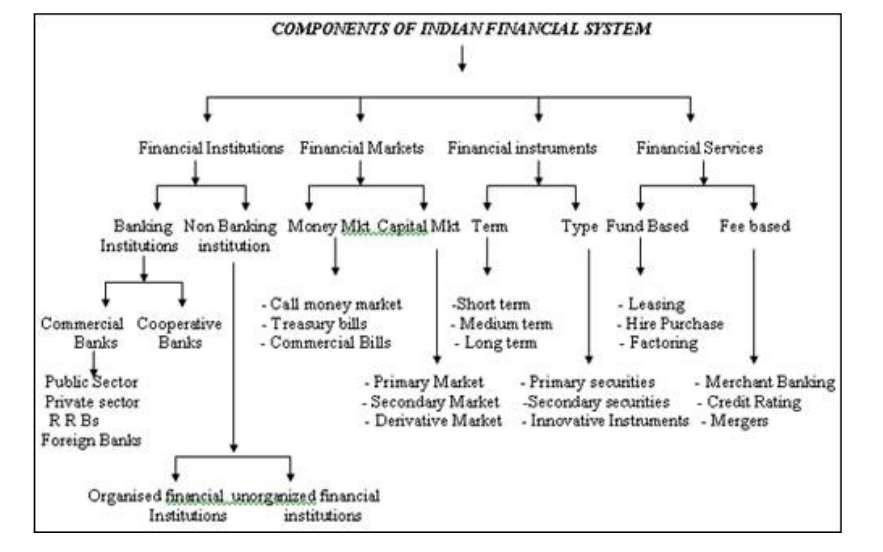 COMPONENTS OF INDIAN FINANCIAL SYSTEM
Financial Institutions Financial Markets Financial instruments Financial Services
Banking Institutions
Non Banking institution
Money Mkt Capital Mkt Term Type Fund Based Fee based
- Call money market
- Treasury bills
- Commercial Bills
-Short term
- Medium term
- Long term
- Leasing
- Hire Purchase
- Factoring
Commercial Banks
Cooperative Banks
Public Sector
Private sector
R R Bs
Foreign Banks
- Primary Market
- Secondary Market
- Derivative Market
- Primary securities
-Secondary securities
- Innovative Instruments
- Merchant Banking
- Credit Rating
- Mergers
Organised financial Institutions
unorganized financial institutions